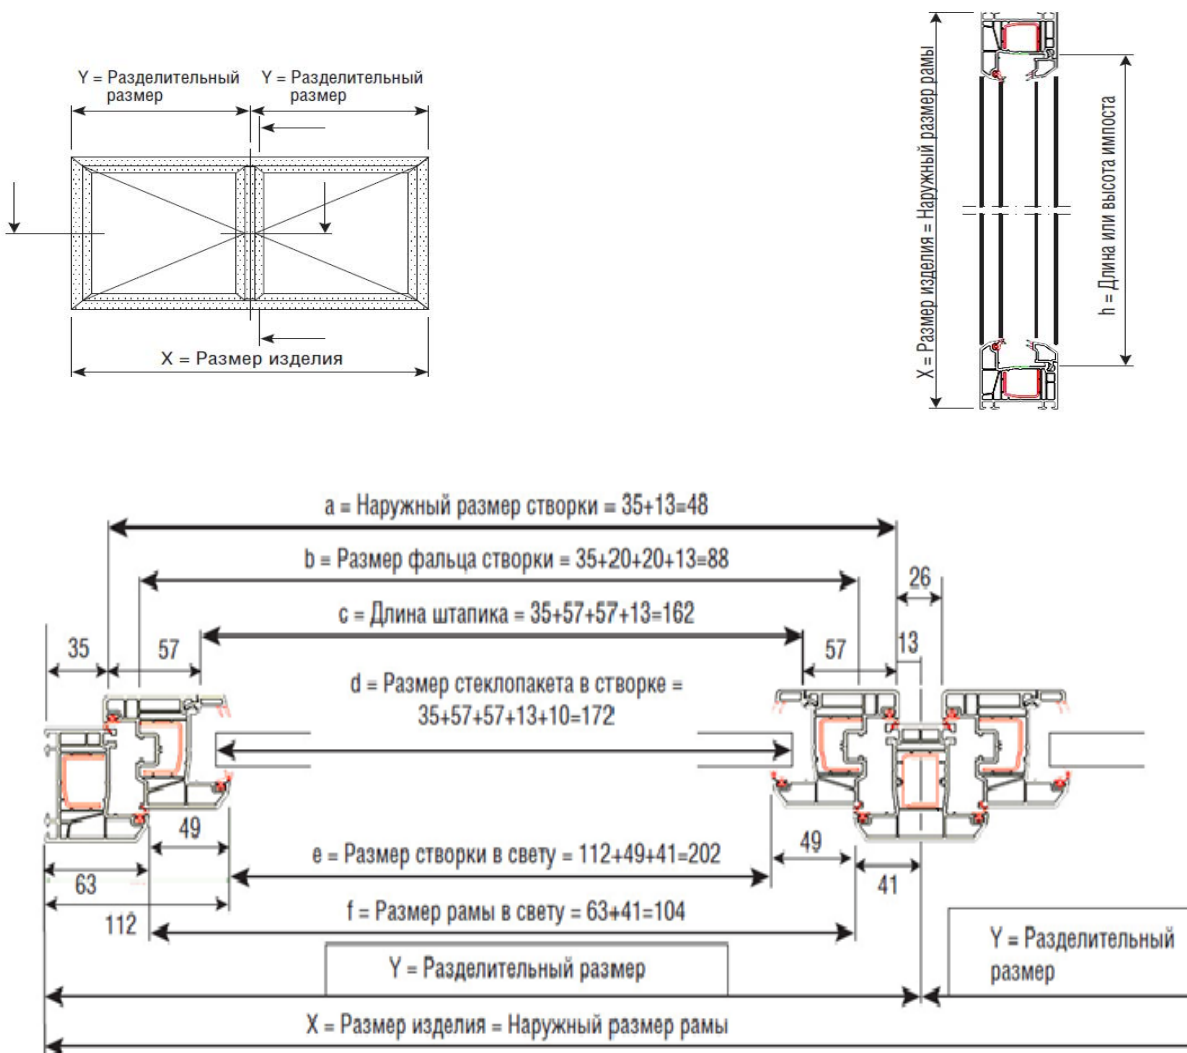 Y = Разделительный
размер
Y = Разделительный
размер
X = Размер изделия
X = Размер изделия = Наружный размер рамы
h = Длина или высота импоста
a = Наружный размер створки = 35+13=48
b = Размер фальца створки = 35+20+20+13=88
26
c = Длина штапика = 35+57+57+13=162
35
57
57
13
d = Размер стеклопакета в створке =
35+57+57+13+10=172
49
e = Размер створки в свету = 112+49+41=202
49
63
41
112
f = Размер рамы в свету = 63+41=104
Y = Разделительный размер
Y = Разделительный
размер
X = Размер изделия = Наружный размер рамы